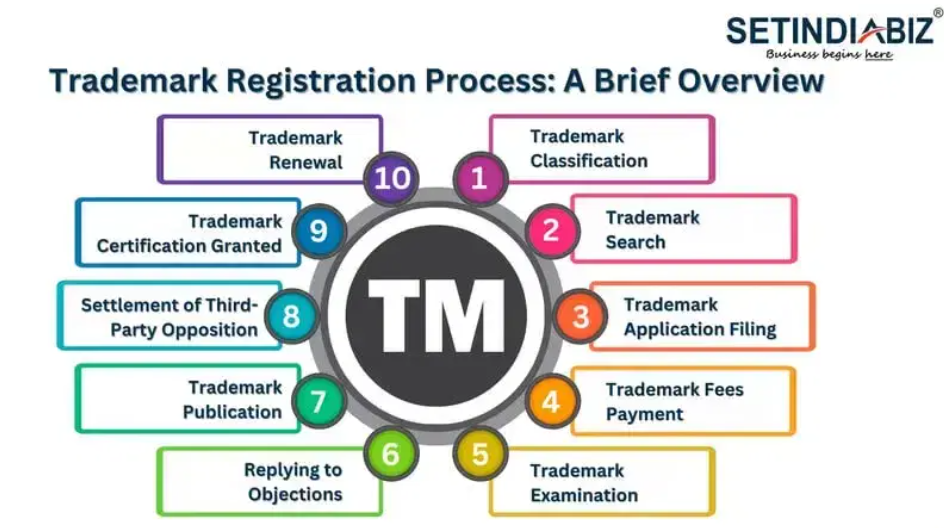 SETINDIABIZ®
Business begins here
Trademark Registration Process: A Brief Overview
1
Trademark
Classification
2
Trademark
Search
3
Trademark
Application Filing
4
Trademark Fees
Payment
5
Trademark
Examination
6
Replying to
Objections
7
Trademark
Publication
8
Settlement of Third-
Party Opposition
9
Trademark
Certification Granted
10
Trademark
Renewal
TM